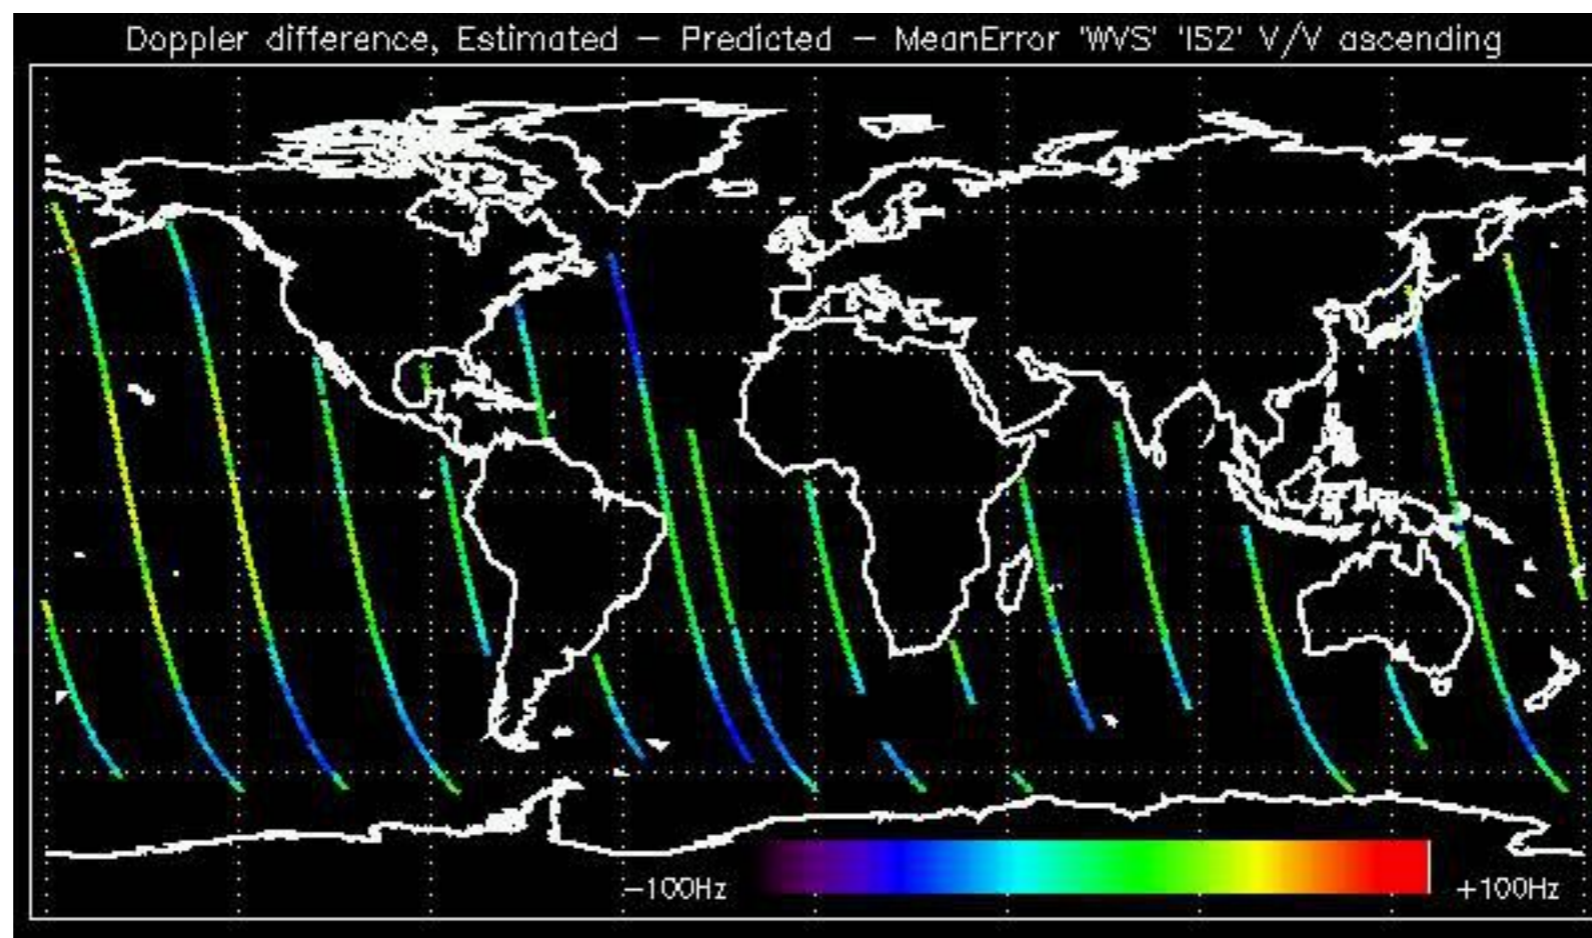 Doppler difference, Estimated – Predicted – MeanError 'WVS' 'IS2' V/V ascending
–100Hz +100Hz